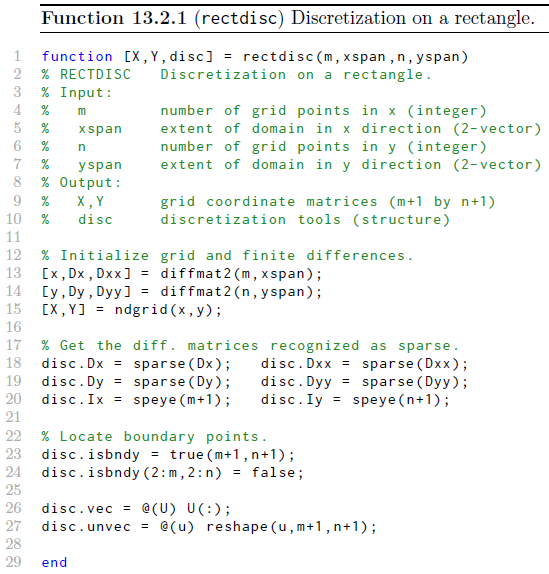 Function 13.2.1 (rectdisc) Discretization on a rectangle.
1 function [X,Y,disc] = rectdisc(m,xspan,n,yspan)
2 % RECTDISC   Discretization on a rectangle.
3 % Input:
4 %   m       number of grid points in x (integer)
5 %   xspan   extent of domain in x direction (2-vector)
6 %   n       number of grid points in y (integer)
7 %   yspan   extent of domain in y direction (2-vector)
8 % Output:
9 %   X,Y     grid coordinate matrices (m+1 by n+1)
10 %   disc    discretization tools (structure)
11
12 % Initialize grid and finite differences.
13 [x,Dx,Dxx] = diffmat2(m,xspan);
14 [y,Dy,Dyy] = diffmat2(n,yspan);
15 [X,Y] = ndgrid(x,y);
16
17 % Get the diff. matrices recognized as sparse.
18 disc.Dx = sparse(Dx);   disc.Dxx = sparse(Dxx);
19 disc.Dy = sparse(Dy);   disc.Dyy = sparse(Dyy);
20 disc.Ix = speye(m+1);   disc.Iy = speye(n+1);
21
22 % Locate boundary points.
23 disc.isbndy = true(m+1,n+1);
24 disc.isbndy(2:m,2:n) = false;
25
26 disc.vec = @(U) U(:);
27 disc.unvec = @(u) reshape(u,m+1,n+1);
28
29 end